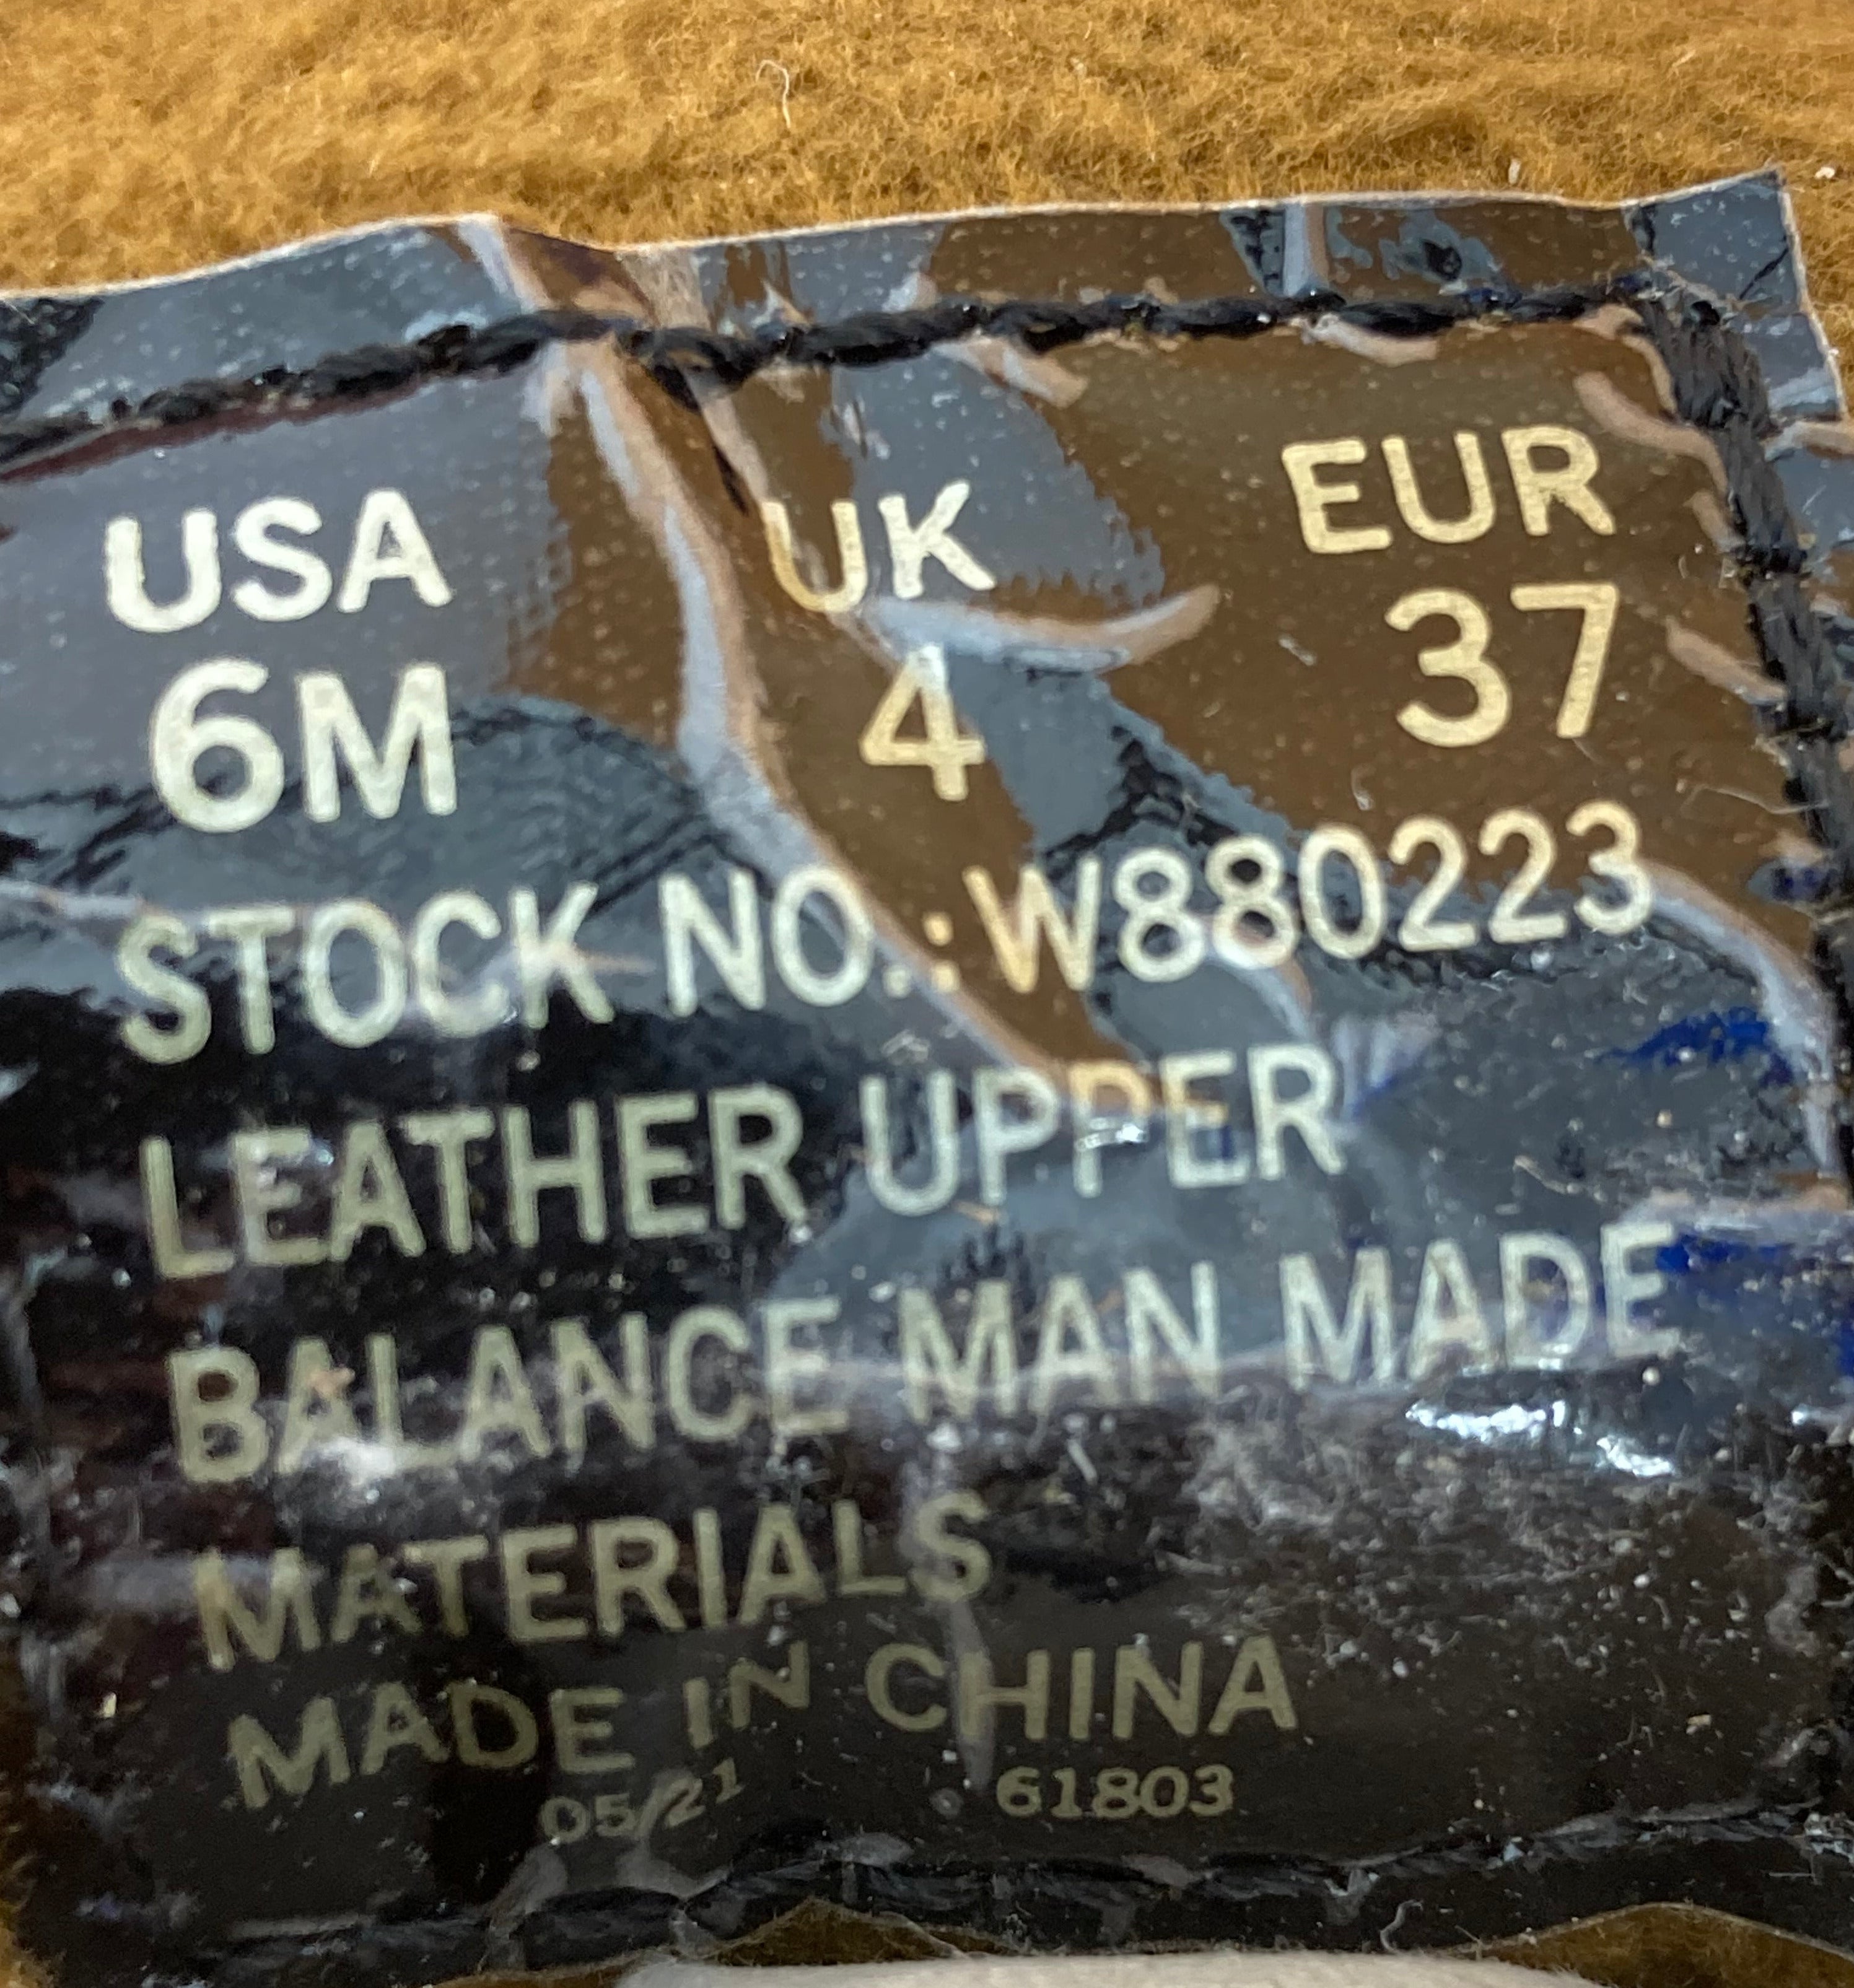 USA UK EUR
6M 4 37
STOCK NO.: W880223
LEATHER UPPER
BALANCE MAN MADE
MATERIALS
MADE IN CHINA
05/21 61803